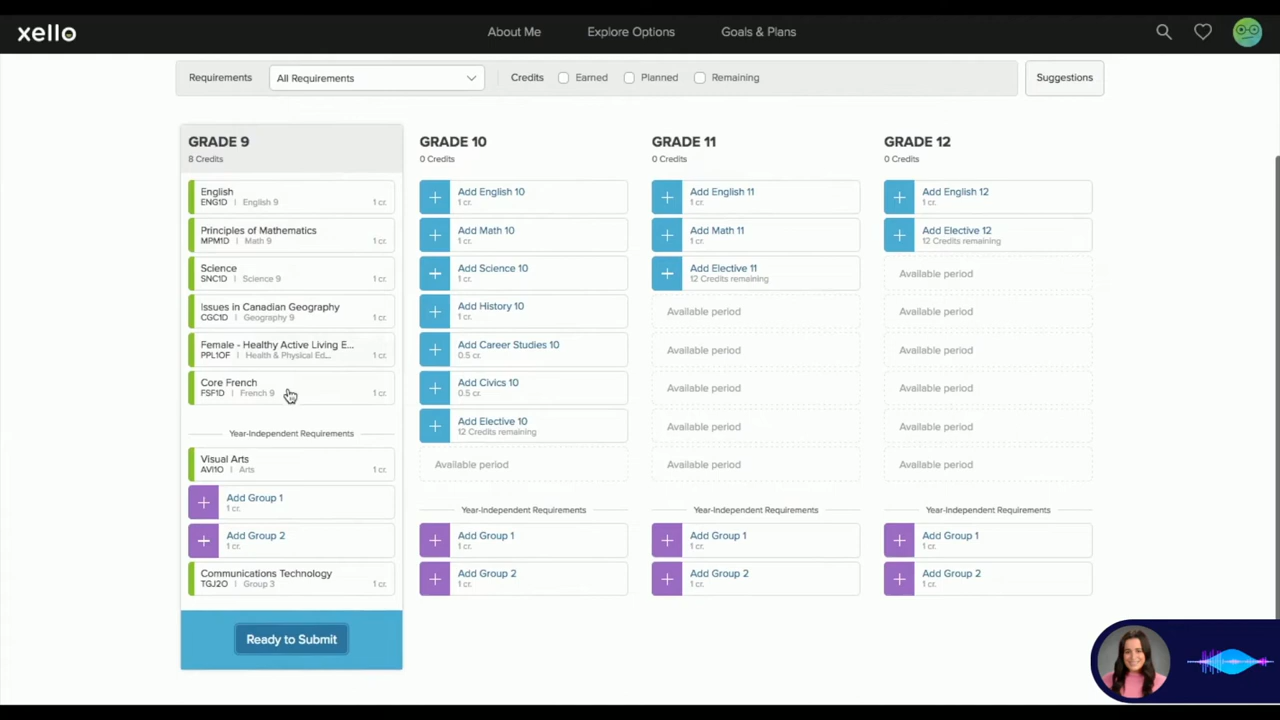 xello
About Me
Explore Options
Goals & Plans
Requirements
All Requirements
Credits
Earned
Planned
Remaining
Suggestions
GRADE 9
8 Credits
English
ENG1D | English 9
1 cr.
Principles of Mathematics
MPM1D | Math 9
1 cr.
Science
SNC1D | Science 9
1 cr.
Issues in Canadian Geography
CGC1D | Geography 9
1 cr.
Female - Healthy Active Living E...
PPL1OF | Health & Physical Ed...
1 cr.
Core French
FSF1D | French 9
1 cr.
Year-Independent Requirements
Visual Arts
AVI1O | Arts
1 cr.
Add Group 1
1 cr.
Add Group 2
1 cr.
Communications Technology
TGJ2O | Group 3
1 cr.
Ready to Submit
GRADE 10
0 Credits
Add English 10
1 cr.
Add Math 10
1 cr.
Add Science 10
1 cr.
Add History 10
1 cr.
Add Career Studies 10
0.5 cr.
Add Civics 10
0.5 cr.
Add Elective 10
12 Credits remaining
Available period
Year-Independent Requirements
Add Group 1
1 cr.
Add Group 2
1 cr.
GRADE 11
0 Credits
Add English 11
1 cr.
Add Math 11
1 cr.
Add Elective 11
12 Credits remaining
Available period
Available period
Available period
Available period
Available period
Year-Independent Requirements
Add Group 1
1 cr.
Add Group 2
1 cr.
GRADE 12
0 Credits
Add English 12
1 cr.
Add Elective 12
12 Credits remaining
Available period
Available period
Available period
Available period
Available period
Available period
Year-Independent Requirements
Add Group 1
1 cr.
Add Group 2
1 cr.